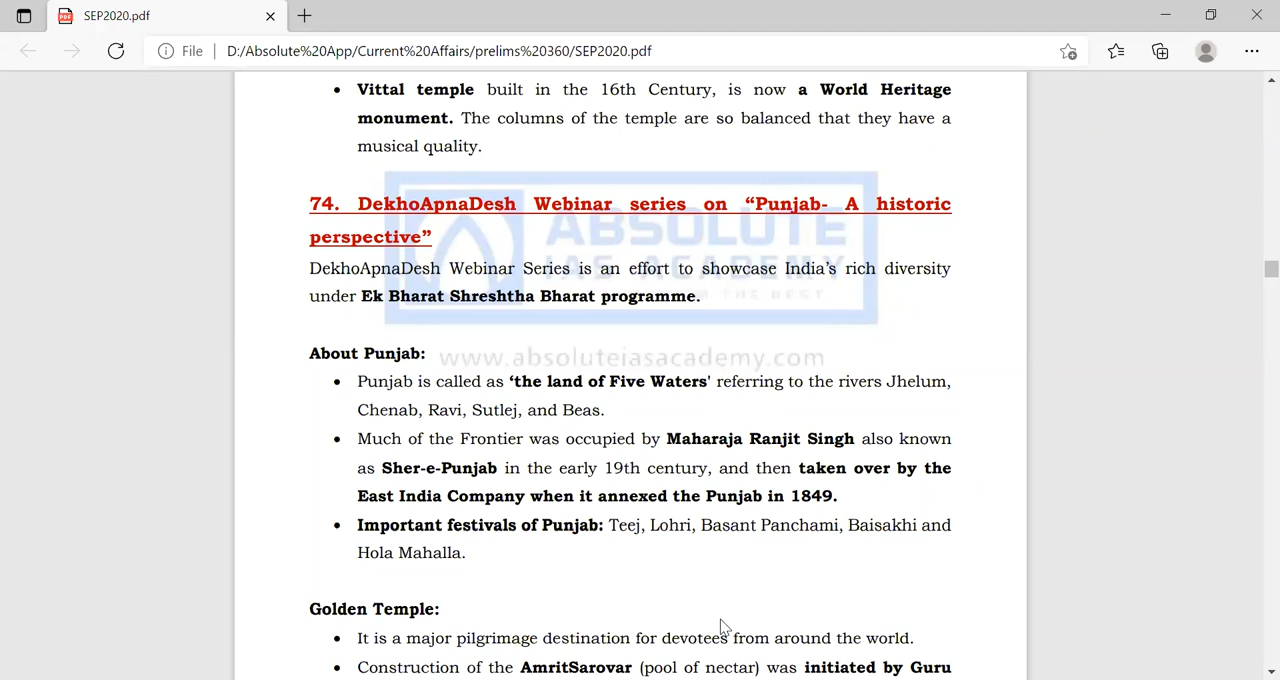 SEP2020.pdf
File D:/Absolute%20App/Current%20Affairs/prelims%20360/SEP2020.pdf
• Vittal temple built in the 16th Century, is now a World Heritage
monument. The columns of the temple are so balanced that they have a
musical quality.
74. DekhoApnaDesh Webinar series on “Punjab- A historic
perspective”
ABSOLUTE
IAS ACADEMY
DekhoApnaDesh Webinar Series is an effort to showcase India’s rich diversity
under Ek Bharat Shreshtha Bharat programme.
About Punjab:
www.absoluteiasacademy.com
• Punjab is called as ‘the land of Five Waters' referring to the rivers Jhelum,
Chenab, Ravi, Sutlej, and Beas.
• Much of the Frontier was occupied by Maharaja Ranjit Singh also known
as Sher-e-Punjab in the early 19th century, and then taken over by the
East India Company when it annexed the Punjab in 1849.
• Important festivals of Punjab: Teej, Lohri, Basant Panchami, Baisakhi and
Hola Mahalla.
Golden Temple:
• It is a major pilgrimage destination for devotees from around the world.
• Construction of the AmritSarovar (pool of nectar) was initiated by Guru